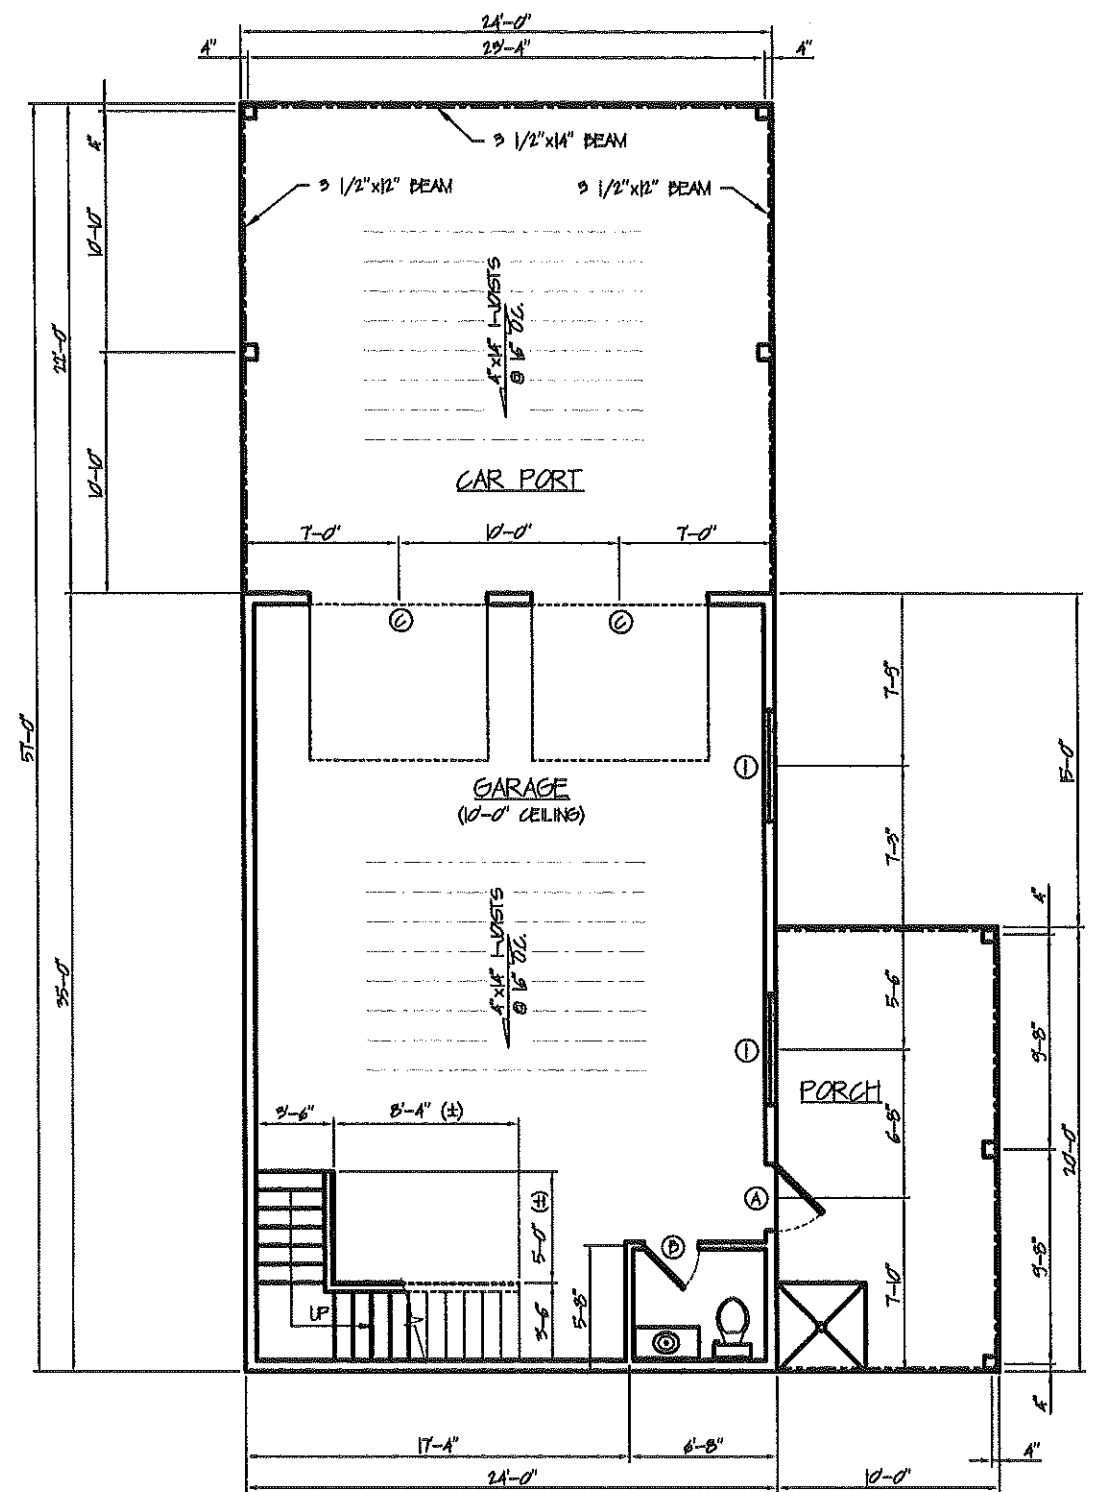 24'-0"
4" 23'-4" 4"
3 1/2"x14" BEAM
3 1/2"x12" BEAM
3 1/2"x12" BEAM
4"
10'-10"
22'-0"
10'-10"
4"x14" I-JOISTS
@ 16" O.C.
CAR PORT
7'-0" 10'-0" 7'-0"
C C
57'-0"
35'-0"
7'-9"
15'-0"
1
GARAGE
(10'-0" CEILING)
7'-3"
4"
4"x14" I-JOISTS
@ 16" O.C.
5'-6"
9'-8"
1
PORCH
3'-6" 8'-4" (±)
6'-8"
20'-0"
A
5'-0" (±)
B
9'-8"
7'-10"
UP
3'-6"
5'-8"
4"
17'-4" 6'-8" 4"
24'-0" 10'-0"